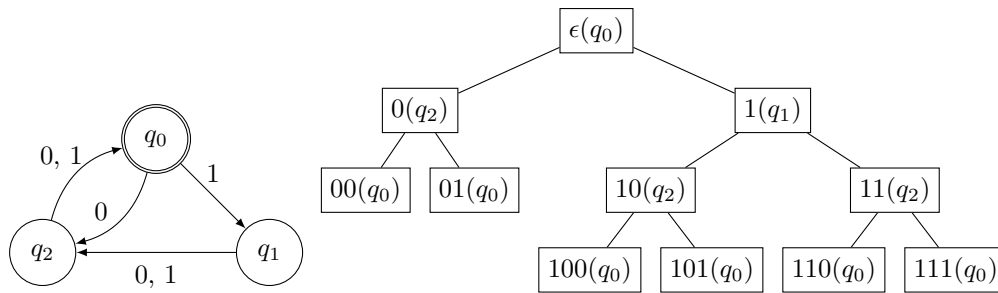 ϵ(q₀)
0(q₂)
1(q₁)
00(q₀)
01(q₀)
10(q₂)
11(q₂)
100(q₀)
101(q₀)
110(q₀)
111(q₀)
q₀
0, 1
1
0
q₂
q₁
0, 1